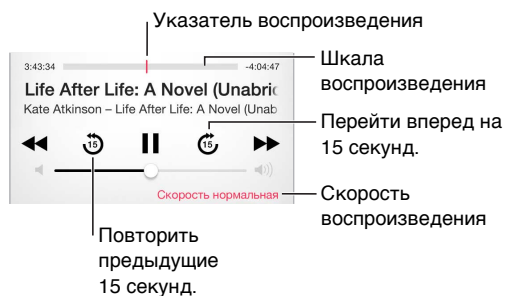 Указатель воспроизведения
3:43:34
-4:04:47
Шкала
воспроизведения
Life After Life: A Novel (Unabric
Kate Atkinson – Life After Life: A Novel (Unab
Перейти вперед на
15 секунд.
15
15
Скорость нормальная
Скорость
воспроизведения
Повторить
предыдущие
15 секунд.